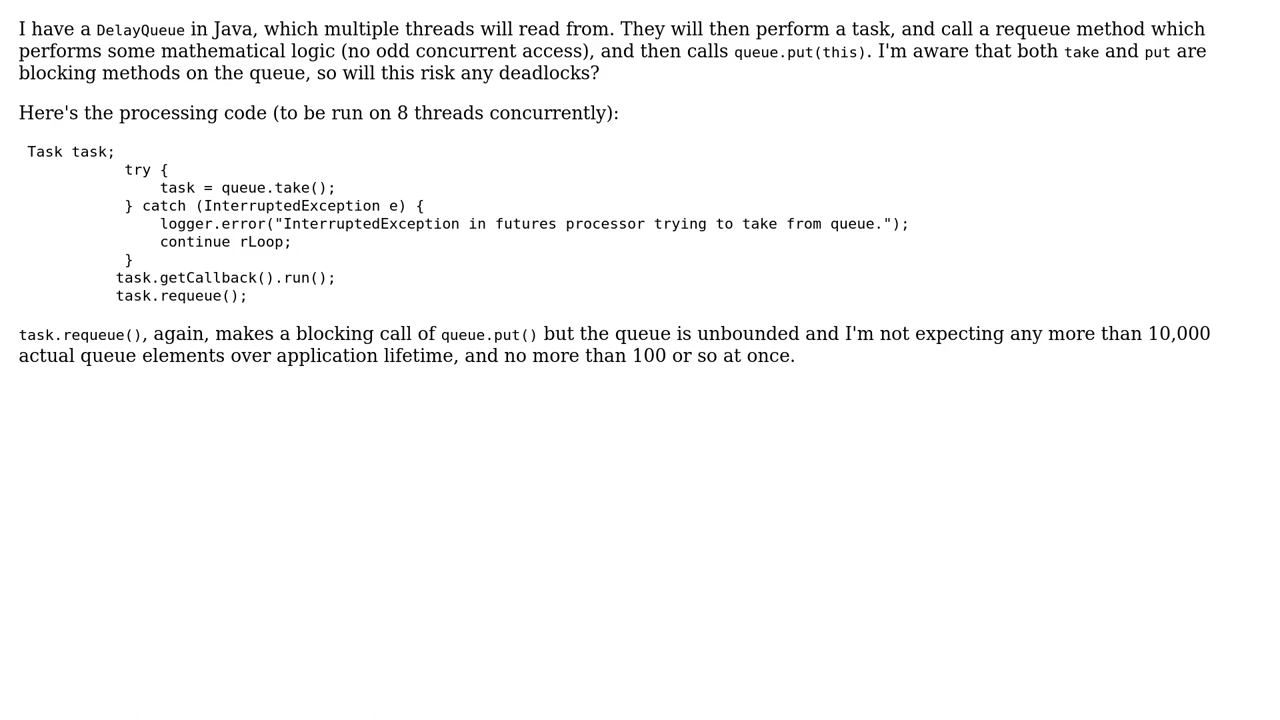 I have a DelayQueue in Java, which multiple threads will read from. They will then perform a task, and call a requeue method which
performs some mathematical logic (no odd concurrent access), and then calls queue.put(this). I'm aware that both take and put are
blocking methods on the queue, so will this risk any deadlocks?
Here's the processing code (to be run on 8 threads concurrently):
Task task;
try {
task = queue.take();
} catch (InterruptedException e) {
logger.error("InterruptedException in futures processor trying to take from queue.");
continue rLoop;
}
task.getCallback().run();
task.requeue();
task.requeue(), again, makes a blocking call of queue.put() but the queue is unbounded and I'm not expecting any more than 10,000
actual queue elements over application lifetime, and no more than 100 or so at once.